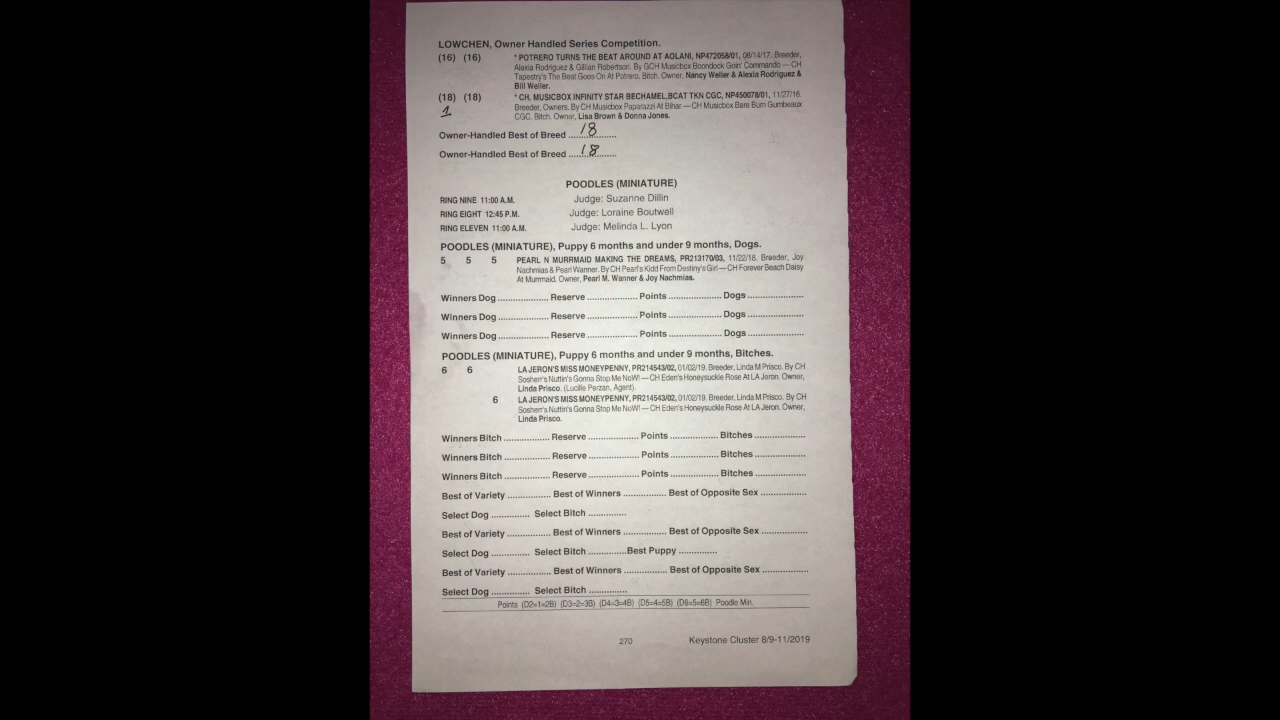 LOWCHEN, Owner Handled Series Competition.
(16) (16) * POTRERO TURNS THE BEAT AROUND AT AOLANI, NP472058/01, 08/14/17. Breeder,
Alexia Rodriguez & Gillian Robertson. By GCH Musicbox Boondock Goin' Commando — CH
Tapestry's The Beat Goes On At Potrero. Bitch. Owner, Nancy Weller & Alexia Rodriguez &
Bill Weller.
(18) (18) * CH. MUSICBOX INFINITY STAR BECHAMEL,BCAT TKN CGC, NP450078/01, 11/27/16.
1 Breeder, Owners. By CH Musicbox Paparazzi At Bihar — CH Musicbox Bare Bum Gumbeaux
CGC. Bitch. Owner, Lisa Brown & Donna Jones.
Owner-Handled Best of Breed ......18.........
Owner-Handled Best of Breed ......18.........
POODLES (MINIATURE)
RING NINE 11:00 A.M. Judge: Suzanne Dillin
RING EIGHT 12:45 P.M. Judge: Loraine Boutwell
RING ELEVEN 11:00 A.M. Judge: Melinda L. Lyon
POODLES (MINIATURE), Puppy 6 months and under 9 months, Dogs.
5 5 5 PEARL N MURRMAID MAKING THE DREAMS, PR213170/03, 11/22/18. Breeder, Joy
Nachmias & Pearl Wanner. By CH Pearl's Kidd From Destiny's Girl — CH Forever Beach Daisy
At Murrmaid. Owner, Pearl M. Wanner & Joy Nachmias.
Winners Dog ................... Reserve ................... Points .................... Dogs .....................
Winners Dog ................... Reserve ................... Points .................... Dogs .....................
Winners Dog ................... Reserve ................... Points .................... Dogs .....................
POODLES (MINIATURE), Puppy 6 months and under 9 months, Bitches.
6 6 LA JERON'S MISS MONEYPENNY, PR214543/02, 01/02/19. Breeder, Linda M Prisco. By CH
Sosherr's Nuttin's Gonna Stop Me NoW! — CH Eden's Honeysuckle Rose At LA Jeron. Owner,
Linda Prisco. (Lucille Perzan, Agent).
6 LA JERON'S MISS MONEYPENNY, PR214543/02, 01/02/19. Breeder, Linda M Prisco. By CH
Sosherr's Nuttin's Gonna Stop Me NoW! — CH Eden's Honeysuckle Rose At LA Jeron. Owner,
Linda Prisco.
Winners Bitch ................. Reserve ................... Points .................. Bitches ...................
Winners Bitch ................. Reserve ................... Points .................. Bitches ...................
Winners Bitch ................. Reserve ................... Points .................. Bitches ...................
Best of Variety ................ Best of Winners ................ Best of Opposite Sex .................
Select Dog .............. Select Bitch ..............
Best of Variety ................ Best of Winners ................ Best of Opposite Sex .................
Select Dog .............. Select Bitch ..............Best Puppy ..............
Best of Variety ................ Best of Winners ................ Best of Opposite Sex .................
Select Dog .............. Select Bitch ..............
Points (D2=1=2B) (D3=2=3B) (D4=3=4B) (D5=4=5B) (D6=5=6B) Poodle Min.
270 Keystone Cluster 8/9-11/2019